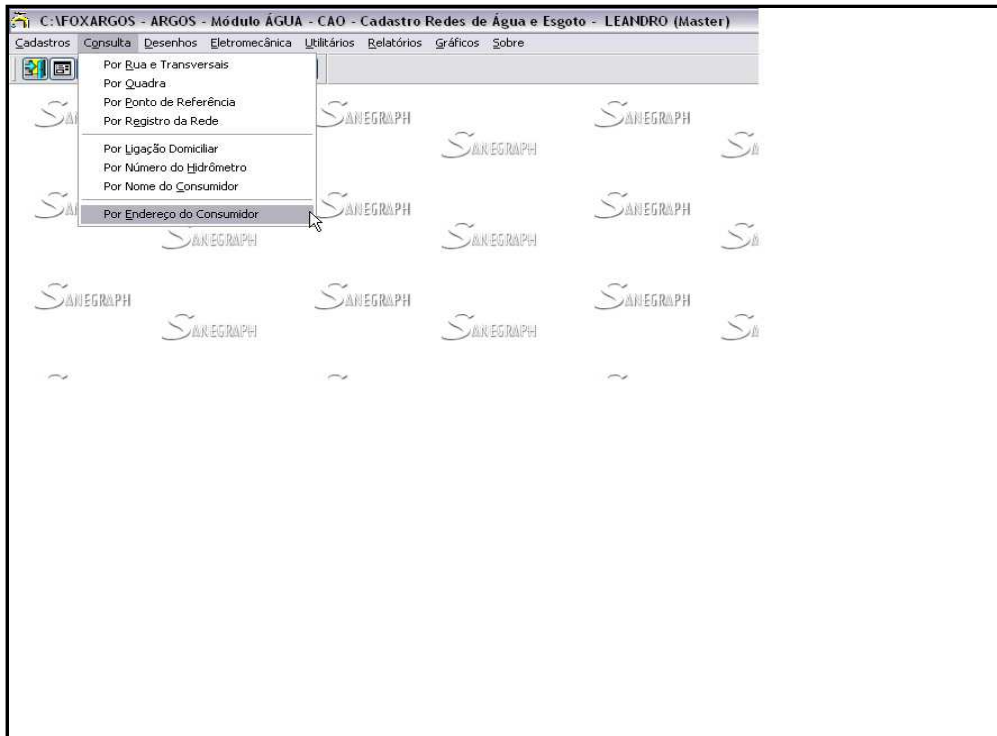 C:\FOXARGOS - ARGOS - Módulo ÁGUA - CAO - Cadastro Redes de Água e Esgoto - LEANDRO (Master)
Cadastros Consulta Desenhos Eletromecânica Utilitários Relatórios Gráficos Sobre
Por Rua e Transversais
Por Quadra
Por Ponto de Referência
Por Registro da Rede
Por Ligação Domiciliar
Por Número do Hidrômetro
Por Nome do Consumidor
Por Endereço do Consumidor
SANEGRAPH SANEGRAPH
SANEGRAPH
SANEGRAPH SANEGRAPH
SANEGRAPH SANEGRAPH
SANEGRAPH SANEGRAPH SANEGRAPH
SANEGRAPH SANEGRAPH